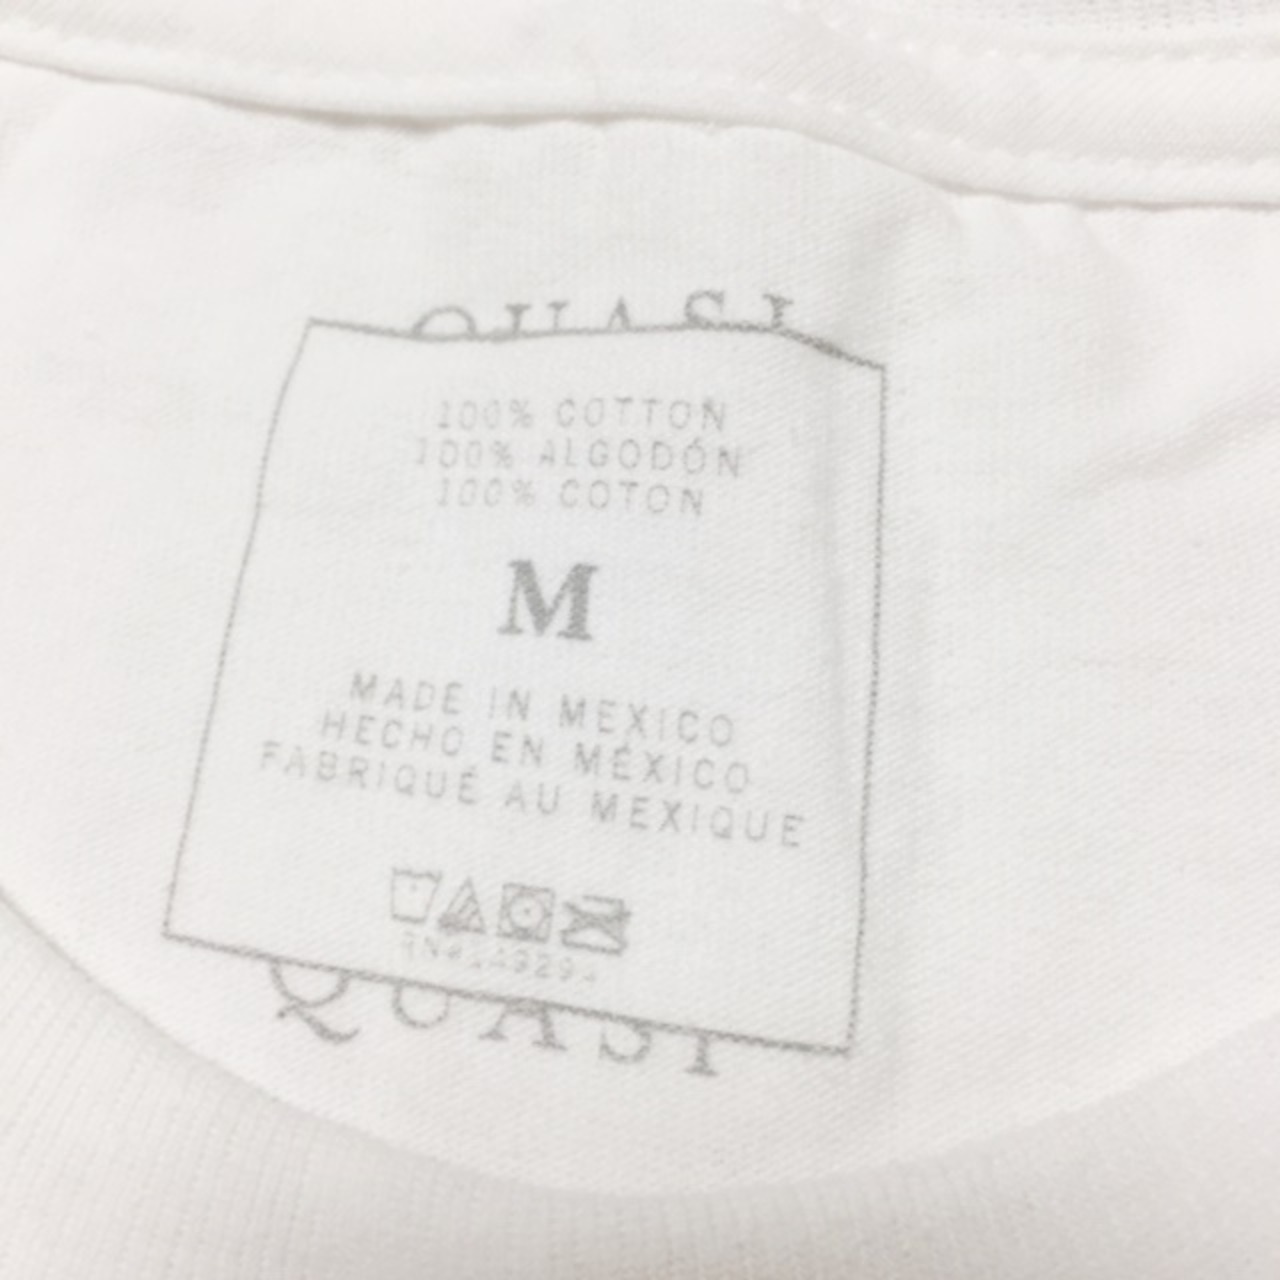 QUASI
100% COTTON
100% ALGODÓN
100% COTON
M
MADE IN MEXICO
HECHO EN MÉXICO
FABRIQUÉ AU MEXIQUE
QUASI